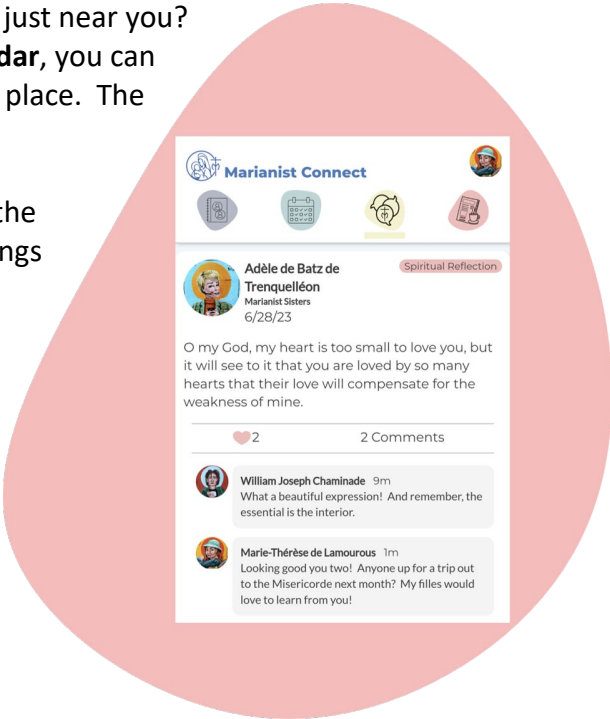 just near you?
dar, you can
place. The
the
ngs
Marianist Connect
Adèle de Batz de
Trenquelléon
Spiritual Reflection
Marianist Sisters
6/28/23
O my God, my heart is too small to love you, but
it will see to it that you are loved by so many
hearts that their love will compensate for the
weakness of mine.
2
2 Comments
William Joseph Chaminade 9m
What a beautiful expression! And remember, the
essential is the interior.
Marie-Thérèse de Lamourous 1m
Looking good you two! Anyone up for a trip out
to the Misericorde next month? My filles would
love to learn from you!